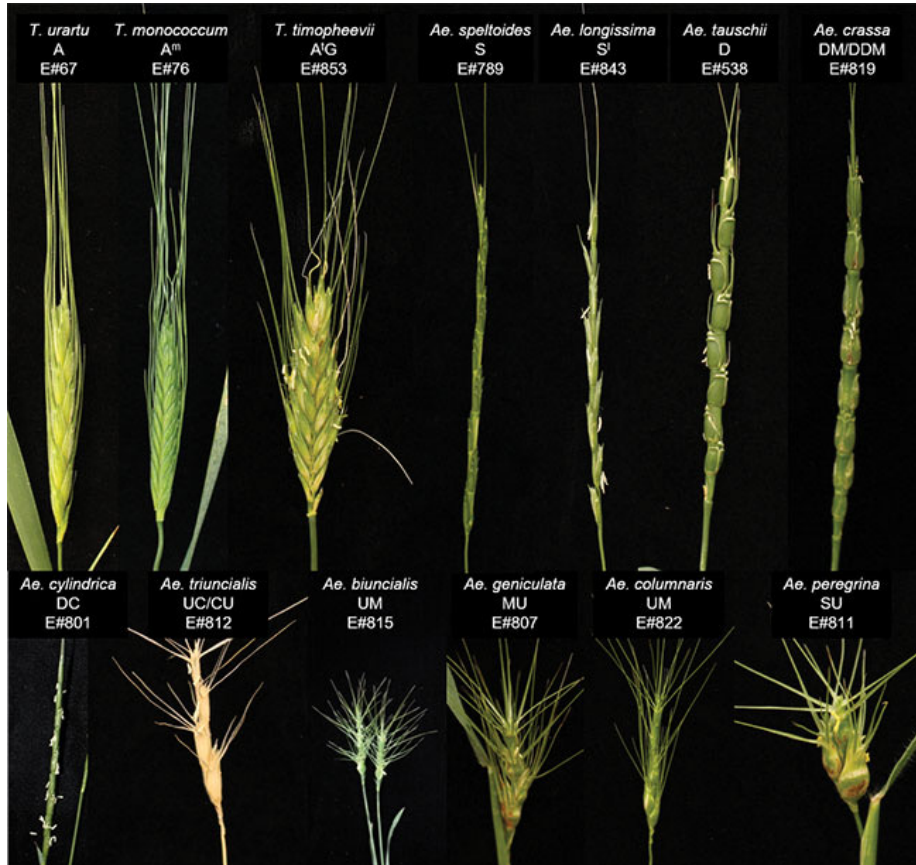 T. urartu
A
E#67
T. monococcum
Aᵐ
E#76
T. timopheevii
AᵗG
E#853
Ae. speltoides
S
E#789
Ae. longissima
Sˡ
E#843
Ae. tauschii
D
E#538
Ae. crassa
DM/DDM
E#819
Ae. cylindrica
DC
E#801
Ae. triuncialis
UC/CU
E#812
Ae. biuncialis
UM
E#815
Ae. geniculata
MU
E#807
Ae. columnaris
UM
E#822
Ae. peregrina
SU
E#811